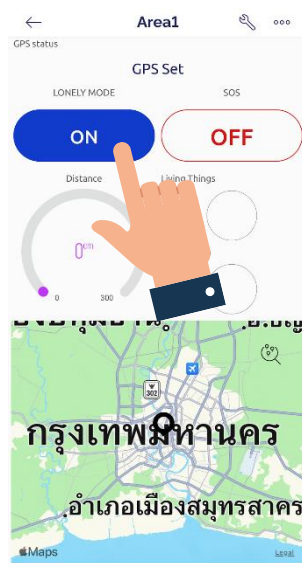 Area1
GPS status
GPS Set
LONELY MODE
SOS
ON
OFF
Distance
Living Things
0cm
0
300
302
กรุงเทพมหานคร
อำเภอเมืองสมุทรสาคร
Maps
Legal